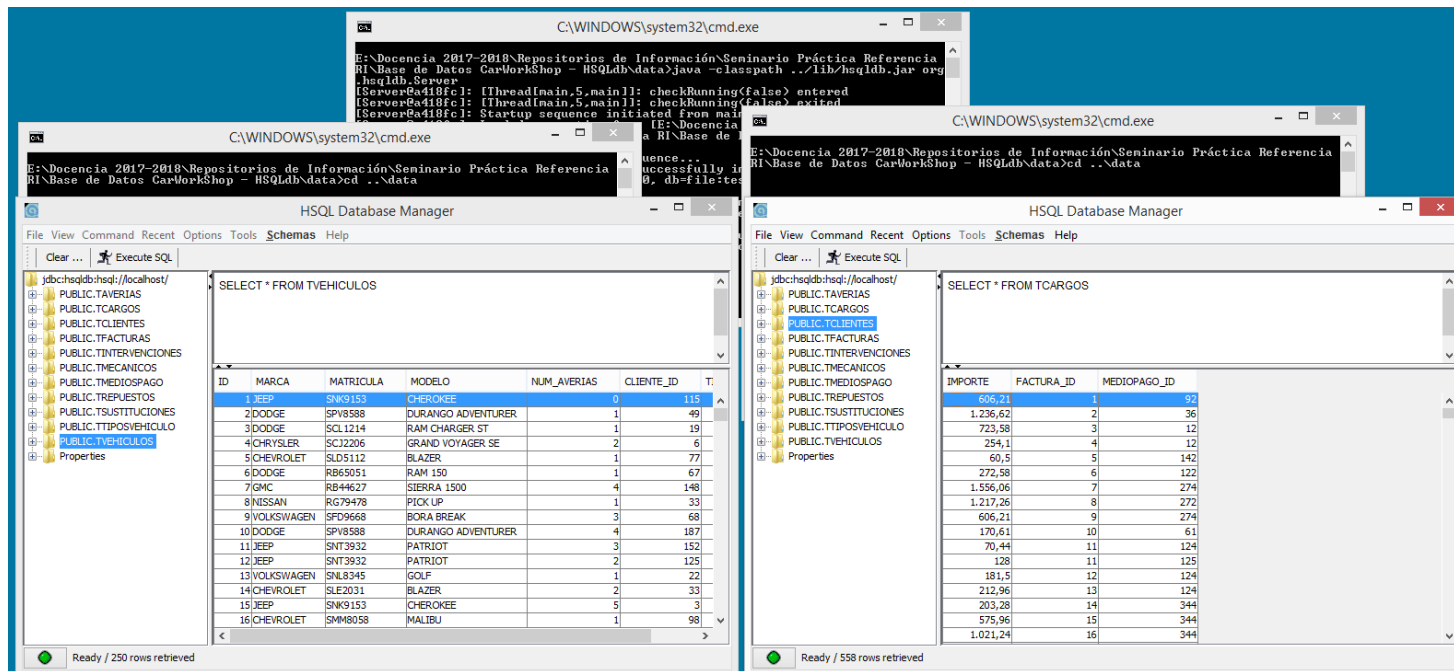 C:\WINDOWS\system32\cmd.exe
E:\Docencia 2017-2018\Repositorios de Información\Seminario Práctica Referencia
RI\Base de Datos CarWorkShop - HSQLdb\data>java -classpath ../lib/hsqldb.jar org
.hsqldb.Server
[Server@a418fc]: [Thread[main,5,main]]: checkRunning(false) entered
[Server@a418fc]: [Thread[main,5,main]]: checkRunning(false) exited
[Server@a418fc]: Startup sequence initiated from main
[E:\Docencia
a RI\Base de
uence...
uccessfully in
0, db=file:tes
C:\WINDOWS\system32\cmd.exe
E:\Docencia 2017-2018\Repositorios de Información\Seminario Práctica Referencia
RI\Base de Datos CarWorkShop - HSQLdb\data>cd ..\data
C:\WINDOWS\system32\cmd.exe
E:\Docencia 2017-2018\Repositorios de Información\Seminario Práctica Referencia
RI\Base de Datos CarWorkShop - HSQLdb\data>cd ..\data
HSQL Database Manager
File View Command Recent Options Tools Schemas Help
Clear ... Execute SQL
jdbc:hsqldb:hsql://localhost/
PUBLIC.TAVERIAS
PUBLIC.TCARGOS
PUBLIC.TCLIENTES
PUBLIC.TFACTURAS
PUBLIC.TINTERVENCIONES
PUBLIC.TMECANICOS
PUBLIC.TMEDIOSPAGO
PUBLIC.TREPUESTOS
PUBLIC.TSUSTITUCIONES
PUBLIC.TTIPOSVEHICULO
PUBLIC.TVEHICULOS
Properties
SELECT * FROM TVEHICULOS
ID MARCA MATRICULA MODELO NUM_AVERIAS CLIENTE_ID TI
1 JEEP SNK9153 CHEROKEE 0 115
2 DODGE SPV8588 DURANGO ADVENTURER 1 49
3 DODGE SCL1214 RAM CHARGER ST 1 19
4 CHRYSLER SCJ2206 GRAND VOYAGER SE 2 6
5 CHEVROLET SLD5112 BLAZER 1 77
6 DODGE RB65051 RAM 150 1 67
7 GMC RB44627 SIERRA 1500 4 148
8 NISSAN RG79478 PICK UP 1 33
9 VOLKSWAGEN SFD9668 BORA BREAK 3 68
10 DODGE SPV8588 DURANGO ADVENTURER 4 187
11 JEEP SNT3932 PATRIOT 3 152
12 JEEP SNT3932 PATRIOT 2 125
13 VOLKSWAGEN SNL8345 GOLF 1 22
14 CHEVROLET SLE2031 BLAZER 2 33
15 JEEP SNK9153 CHEROKEE 5 3
16 CHEVROLET SMM8058 MALIBU 1 98
Ready / 250 rows retrieved
HSQL Database Manager
File View Command Recent Options Tools Schemas Help
Clear ... Execute SQL
jdbc:hsqldb:hsql://localhost/
PUBLIC.TAVERIAS
PUBLIC.TCARGOS
PUBLIC.TCLIENTES
PUBLIC.TFACTURAS
PUBLIC.TINTERVENCIONES
PUBLIC.TMECANICOS
PUBLIC.TMEDIOSPAGO
PUBLIC.TREPUESTOS
PUBLIC.TSUSTITUCIONES
PUBLIC.TTIPOSVEHICULO
PUBLIC.TVEHICULOS
Properties
SELECT * FROM TCARGOS
IMPORTE FACTURA_ID MEDIOPAGO_ID
606,21 1 92
1.236,62 2 36
723,58 3 12
254,1 4 12
60,5 5 142
272,58 6 122
1.556,06 7 274
1.217,26 8 272
606,21 9 274
170,61 10 61
70,44 11 124
128 11 125
181,5 12 124
212,96 13 124
203,28 14 344
575,96 15 344
1.021,24 16 344
Ready / 558 rows retrieved